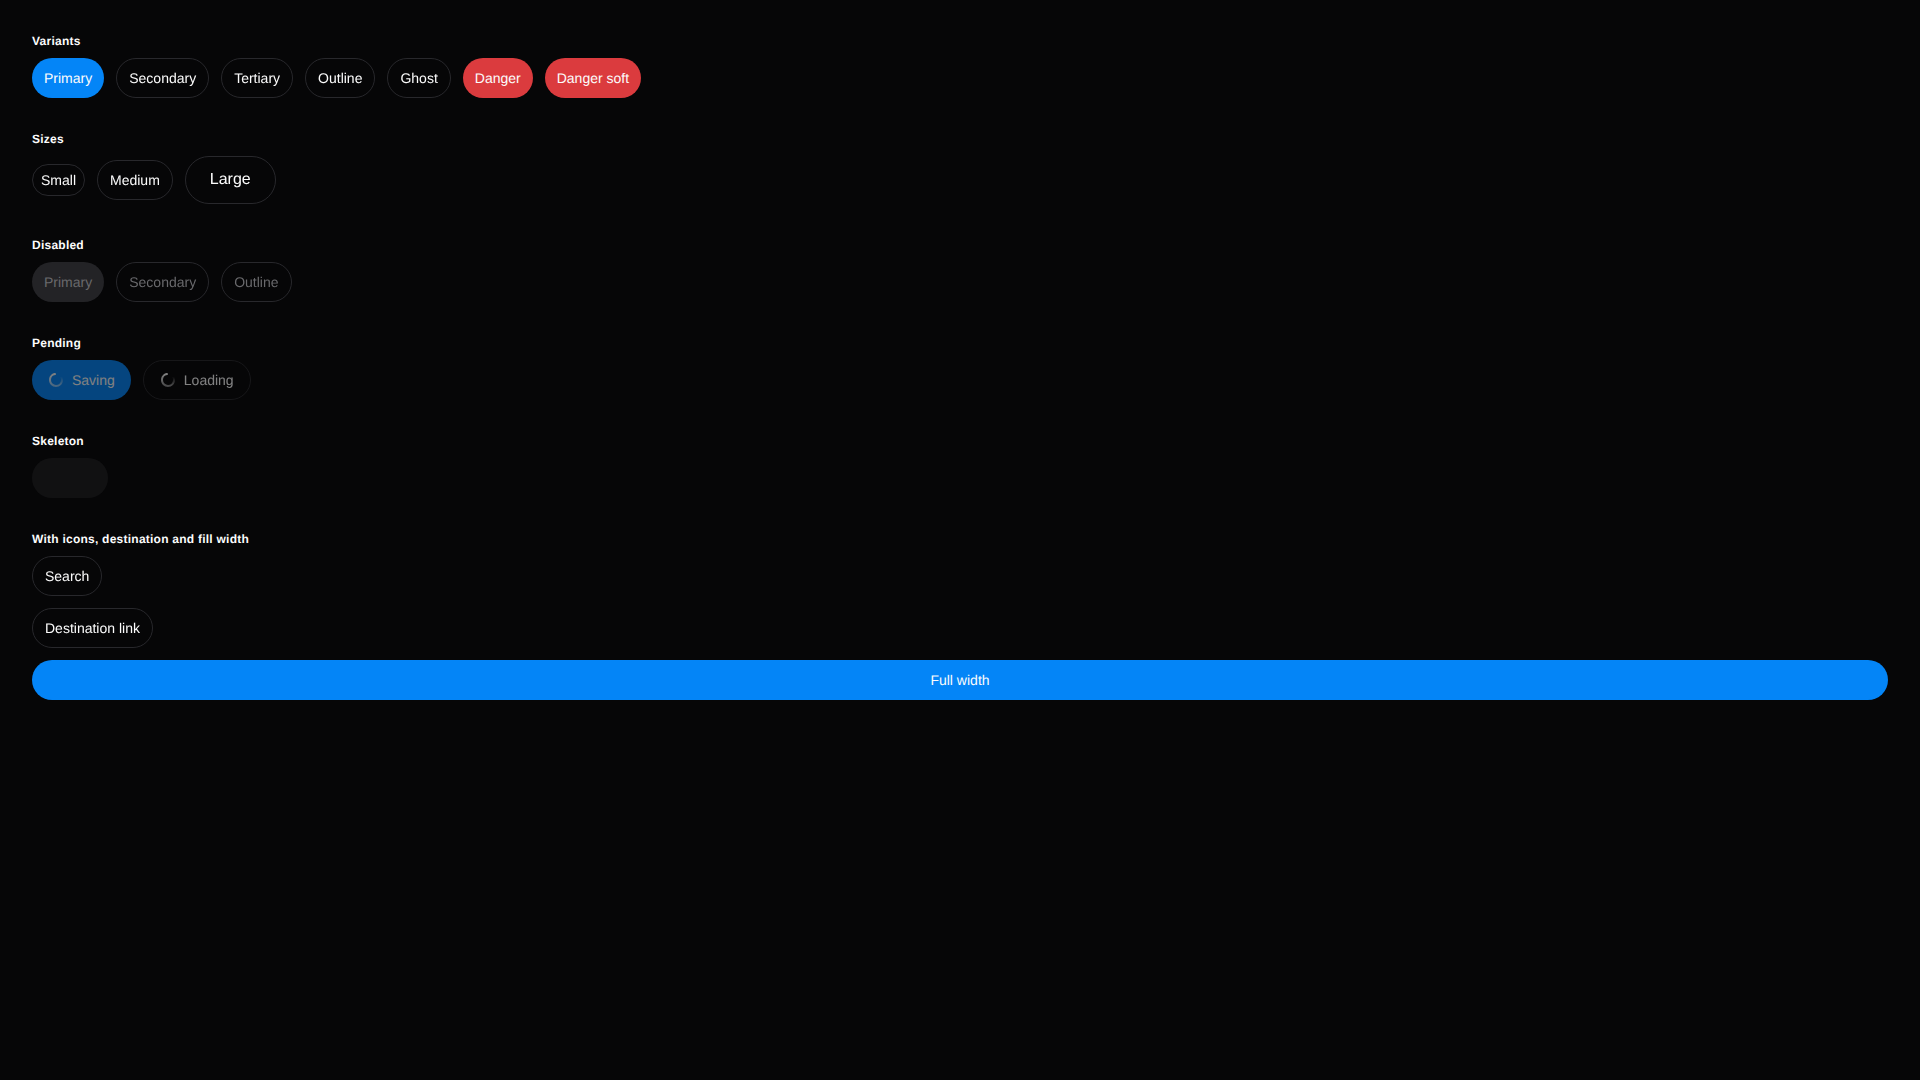 Variants
Primary Secondary Tertiary Outline Ghost Danger Danger soft
Sizes
Small Medium Large
Disabled
Primary Secondary Outline
Pending
Saving Loading
Skeleton
With icons, destination and fill width
Search
Destination link
Full width